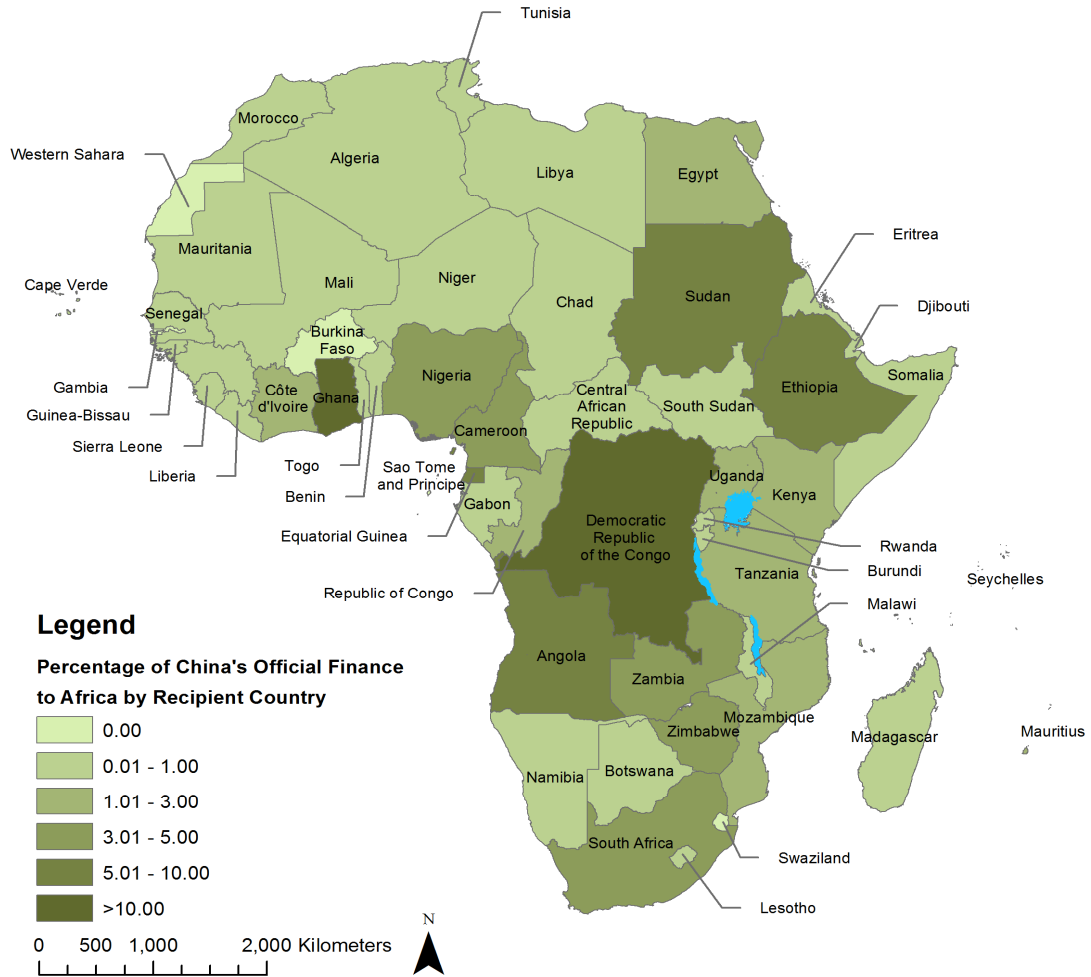 Tunisia
Morocco
Western Sahara
Algeria
Libya
Egypt
Mauritania
Eritrea
Cape Verde
Mali
Niger
Chad
Sudan
Djibouti
Senegal
Burkina
Faso
Nigeria
Somalia
Gambia
Côte
d'Ivoire
Ghana
Central
African
Republic
South Sudan
Ethiopia
Guinea-Bissau
Cameroon
Sierra Leone
Liberia
Togo
Benin
Sao Tome
and Principe
Uganda
Kenya
Gabon
Equatorial Guinea
Democratic
Republic
of the Congo
Rwanda
Burundi
Tanzania
Seychelles
Republic of Congo
Malawi
Angola
Zambia
Mozambique
Zimbabwe
Madagascar
Mauritius
Namibia
Botswana
South Africa
Swaziland
Lesotho
Legend
Percentage of China's Official Finance
to Africa by Recipient Country
0.00
0.01 - 1.00
1.01 - 3.00
3.01 - 5.00
5.01 - 10.00
>10.00
N
0 500 1,000 2,000 Kilometers